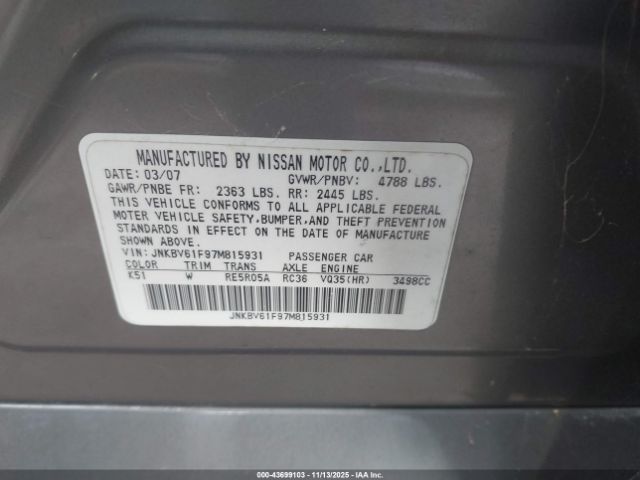 MANUFACTURED BY NISSAN MOTOR CO.,LTD.
DATE: 03/07 GVWR/PNBV: 4788 LBS.
GAWR/PNBE FR: 2363 LBS. RR: 2445 LBS.
THIS VEHICLE CONFORMS TO ALL APPLICABLE FEDERAL
MOTOR VEHICLE SAFETY,BUMPER,AND THEFT PREVENTION
STANDARDS IN EFFECT ON THE DATE OF MANUFACTURE
SHOWN ABOVE.
VIN: JNKBV61F97M815931 PASSENGER CAR
COLOR TRIM TRANS AXLE ENGINE
K51 W RE5R05A RC36 VQ35(HR) 3498CC
JNKBV61F97M815931
000-43699103 - 11/13/2025 - IAAI.com